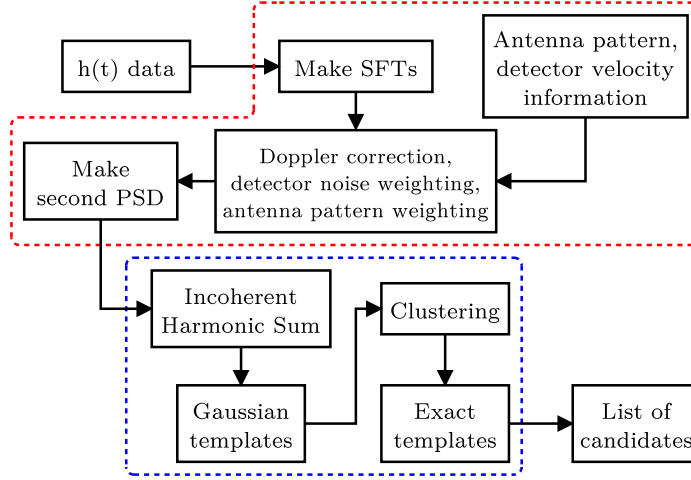 h(t) data
Make SFTs
Antenna pattern,
detector velocity
information
Make
second PSD
Doppler correction,
detector noise weighting,
antenna pattern weighting
Incoherent
Harmonic Sum
Clustering
Gaussian
templates
Exact
templates
List of
candidates